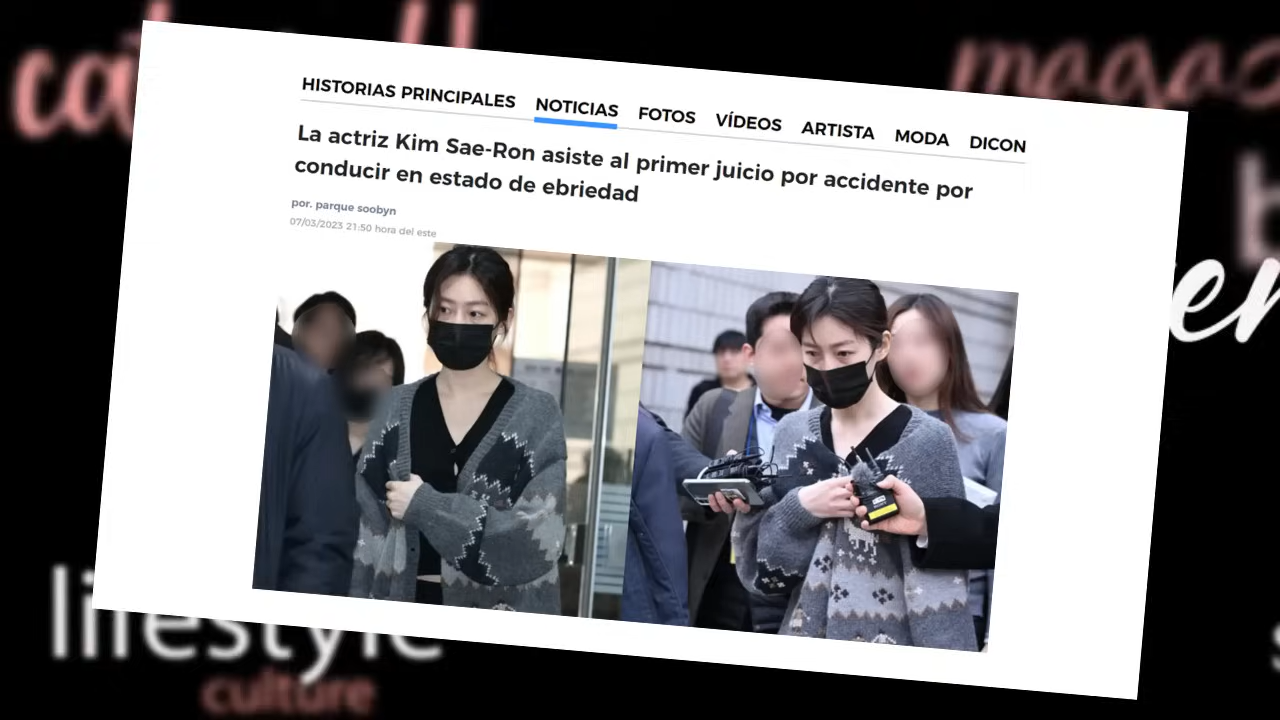 HISTORIAS PRINCIPALES NOTICIAS FOTOS VÍDEOS ARTISTA MODA DICON
La actriz Kim Sae-Ron asiste al primer juicio por accidente por
conducir en estado de ebriedad
por. parque soobyn
07/03/2023 21:50 hora del este
lifestyle
culture